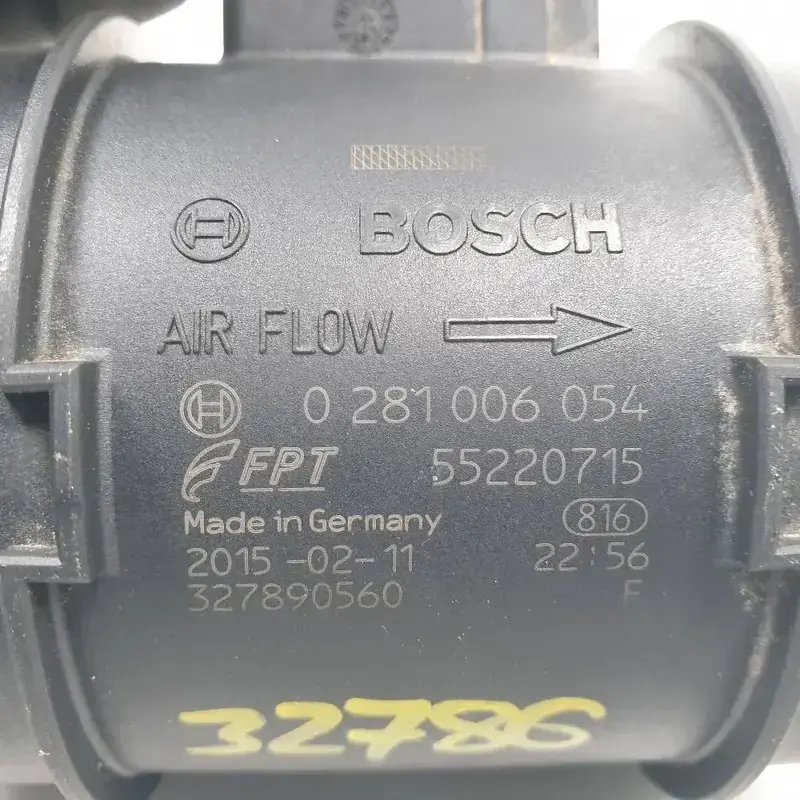 BOSCH
AIR FLOW
0 281 006 054
FPT 55220715
Made in Germany 816
2015-02-11 22:56
327890560 F
32786